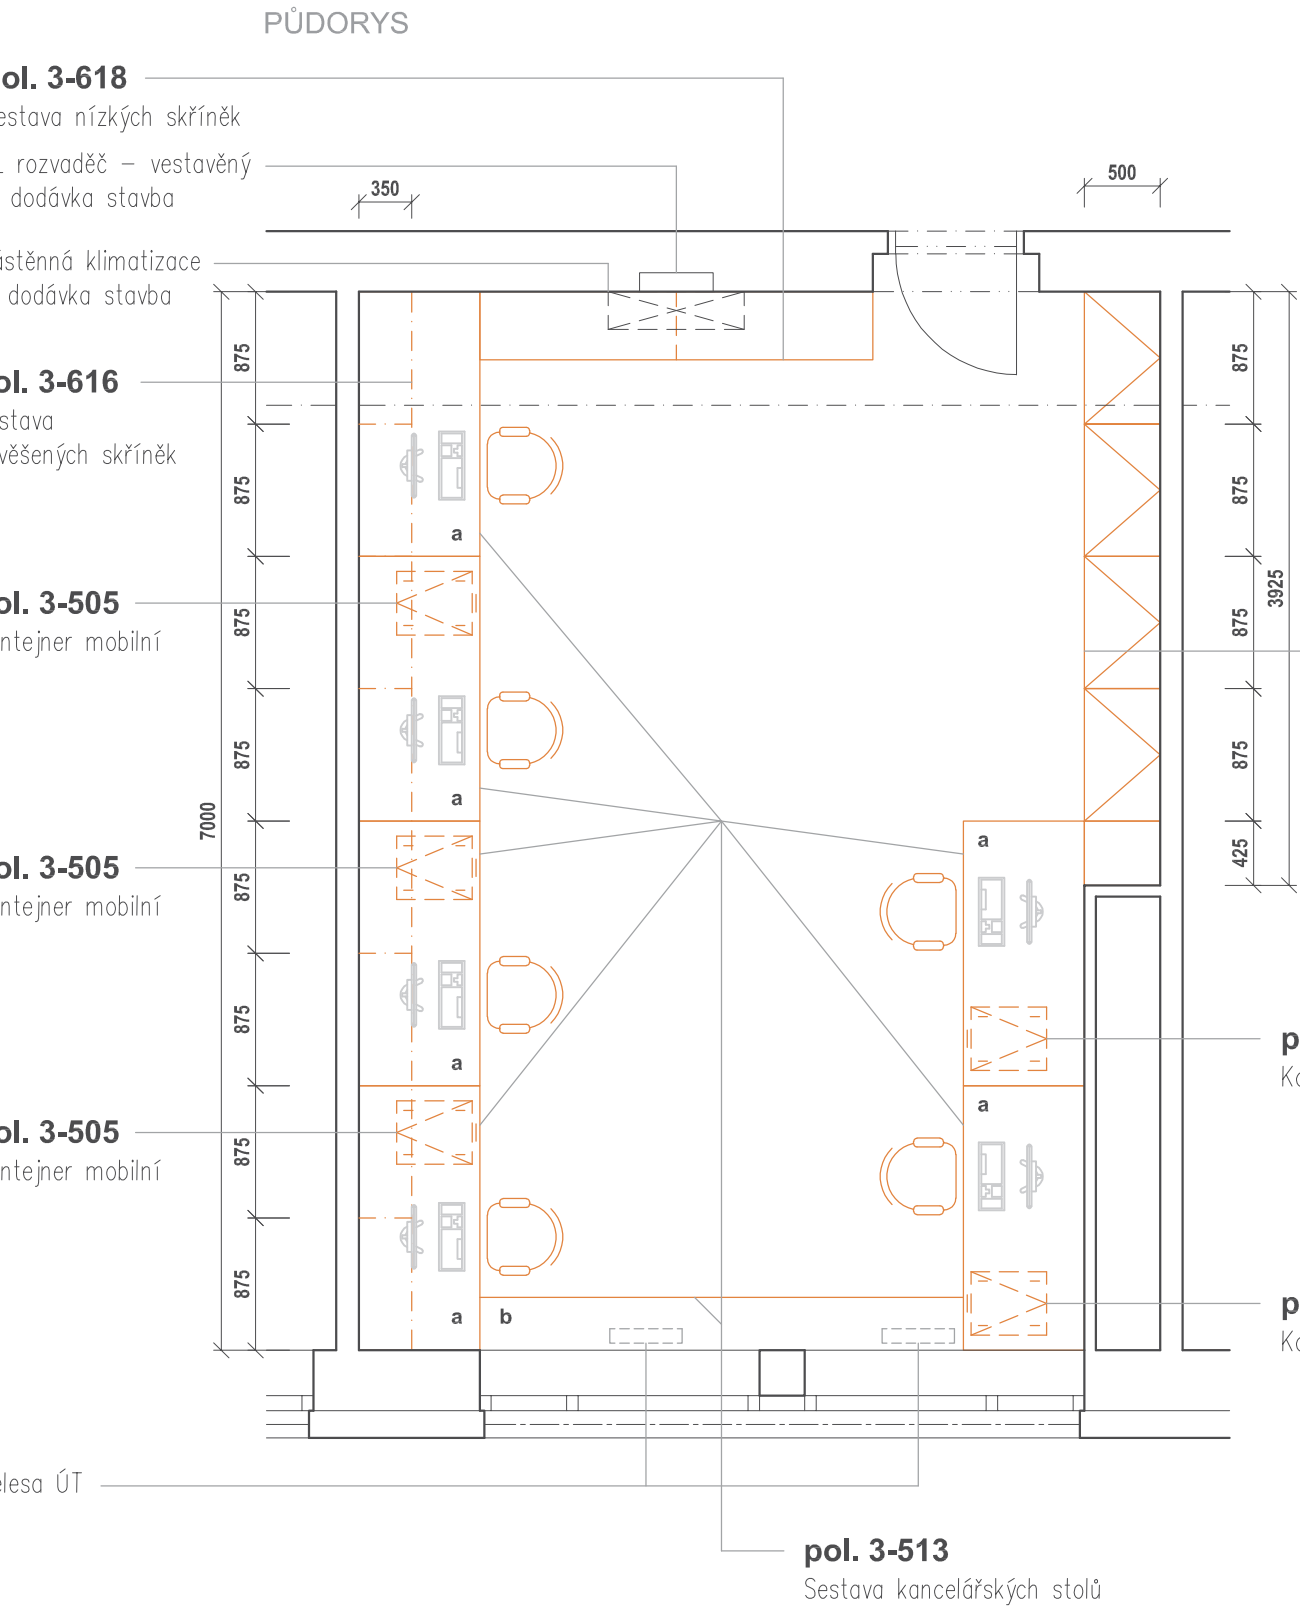 PŮDORYS
ol. 3-618
estava nízkých skříněk
rozvaděč – vestavěný
dodávka stavba
350
500
ástěnná klimatizace
dodávka stavba
875
875
ol. 3-616
stava
věšených skříněk
875
875
a
ol. 3-505
ntejner mobilní
875
875
3925
875
875
a
7000
a
ol. 3-505
ntejner mobilní
875
425
875
a
p
Ko
a
ol. 3-505
ntejner mobilní
875
875
a
b
p
Ko
elesa ÚT
pol. 3-513
Sestava kancelářských stolů